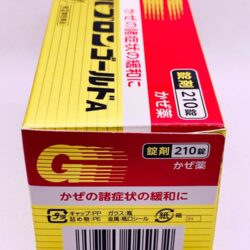 パブロンゴールドA
かぜの諸症状の緩和に
錠剤 210錠
かぜ薬
G
錠剤 210錠
かぜ薬
かぜの諸症状の緩和に
キャップ:PP ガラス:瓶
詰め物:PE 金属:瓶口シール
紙 箱